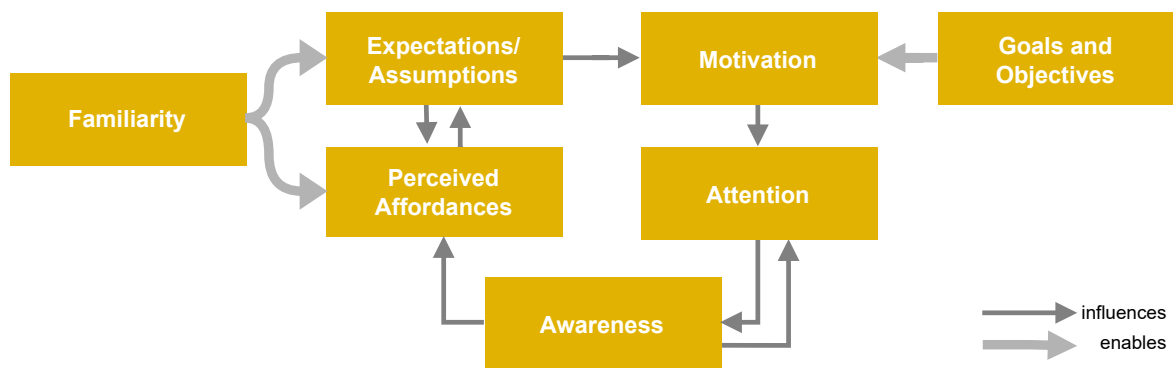 Familiarity
Expectations/
Assumptions
Motivation
Goals and
Objectives
Perceived
Affordances
Attention
Awareness
influences
enables